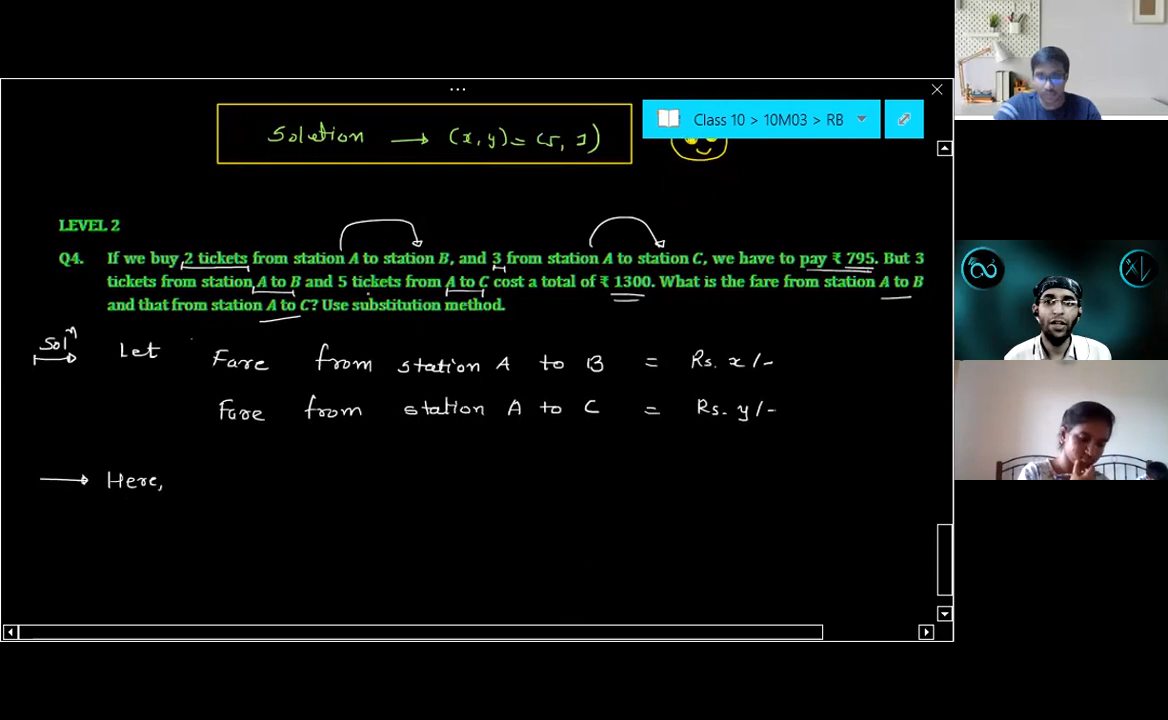 ...
Class 10 > 10M03 > RB
Solution → (x, y) = (5, 1)
LEVEL 2
Q4. If we buy 2 tickets from station A to station B, and 3 from station A to station C, we have to pay ₹ 795. But 3
tickets from station A to B and 5 tickets from A to C cost a total of ₹ 1300. What is the fare from station A to B
and that from station A to C? Use substitution method.
Solⁿ Let Fare from station A to B = Rs. x/-
Fare from station A to C = Rs. y/-
→ Here,